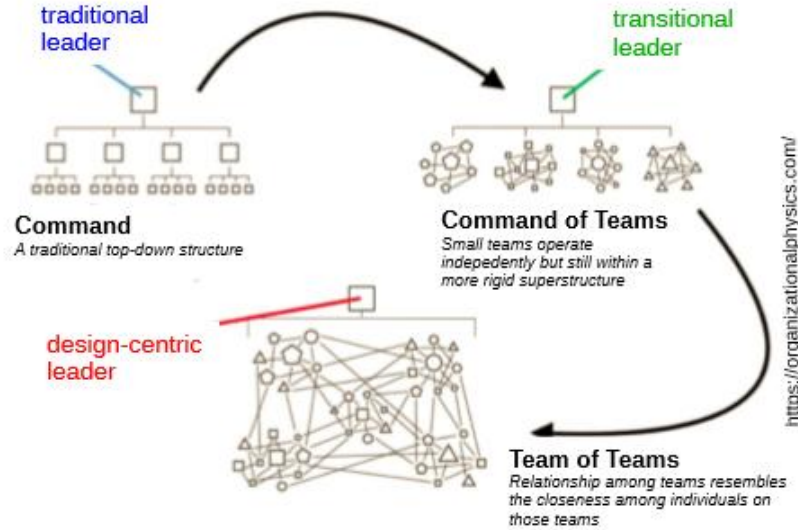 traditional
leader
transitional
leader
Command
A traditional top-down structure
Command of Teams
Small teams operate
indepedently but still within a
more rigid superstructure
design-centric
leader
Team of Teams
Relationship among teams resembles
the closeness among individuals on
those teams
https://organizationalphysics.com/